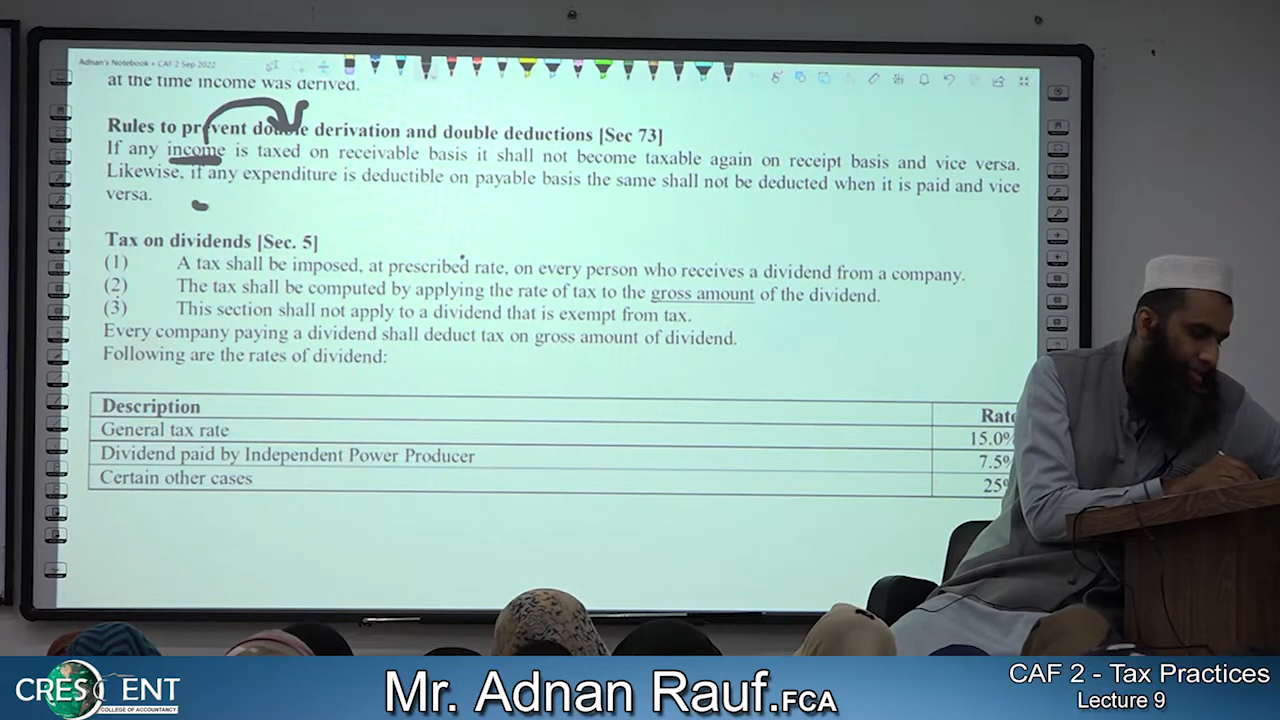 Adnan's Notebook » CAF 2 Sep 2022
at the time income was derived.
Rules to prevent double derivation and double deductions [Sec 73]
If any income is taxed on receivable basis it shall not become taxable again on receipt basis and vice versa.
Likewise, if any expenditure is deductible on payable basis the same shall not be deducted when it is paid and vice
versa.
Tax on dividends [Sec. 5]
(1) A tax shall be imposed, at prescribed rate, on every person who receives a dividend from a company.
(2) The tax shall be computed by applying the rate of tax to the gross amount of the dividend.
(3) This section shall not apply to a dividend that is exempt from tax.
Every company paying a dividend shall deduct tax on gross amount of dividend.
Following are the rates of dividend:
Description Rate
General tax rate 15.0%
Dividend paid by Independent Power Producer 7.5%
Certain other cases 25%
CRESCENT
COLLEGE OF ACCOUNTANCY
Mr. Adnan Rauf.FCA
CAF 2 - Tax Practices
Lecture 9